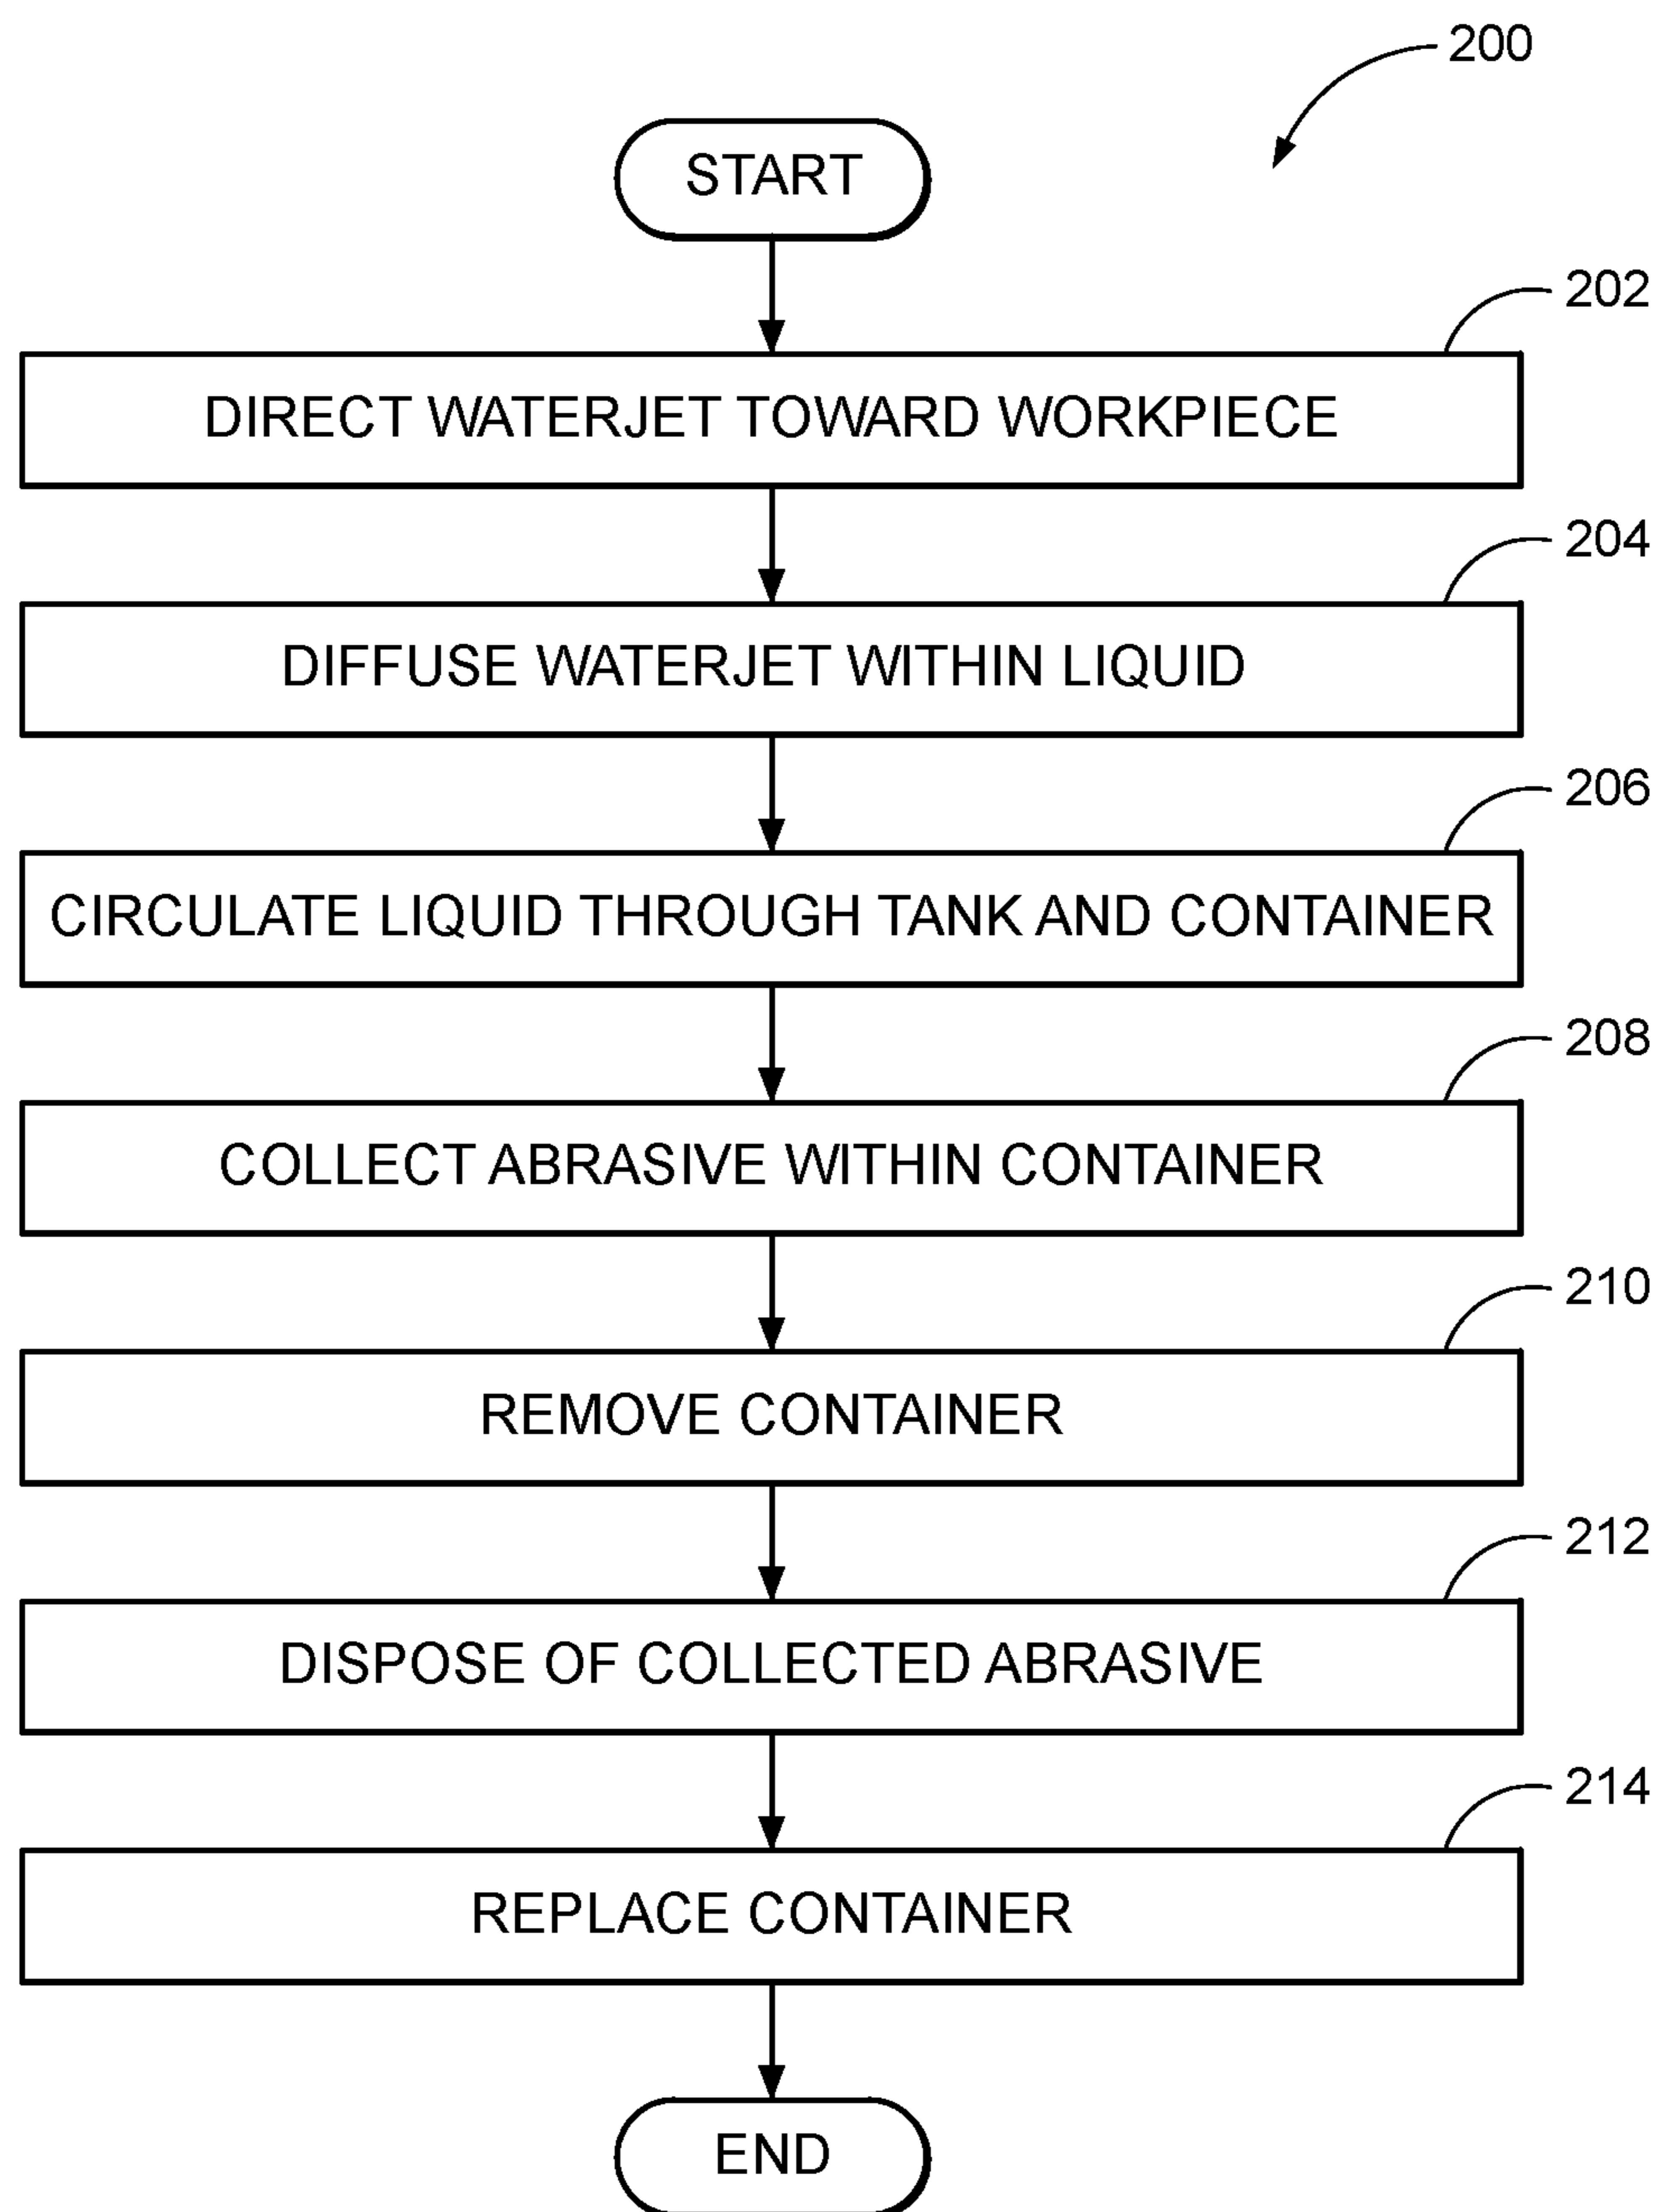 200
START
202
DIRECT WATERJET TOWARD WORKPIECE
204
DIFFUSE WATERJET WITHIN LIQUID
206
CIRCULATE LIQUID THROUGH TANK AND CONTAINER
208
COLLECT ABRASIVE WITHIN CONTAINER
210
REMOVE CONTAINER
212
DISPOSE OF COLLECTED ABRASIVE
214
REPLACE CONTAINER
END